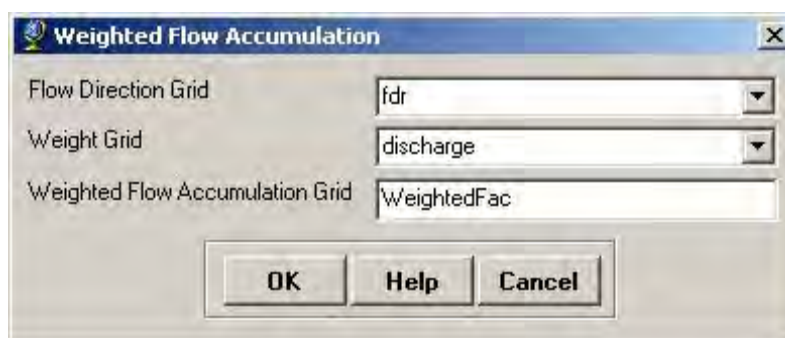 Weighted Flow Accumulation
Flow Direction Grid fdr
Weight Grid discharge
Weighted Flow Accumulation Grid WeightedFac
OK Help Cancel